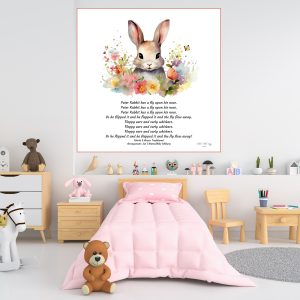 Peter Rabbit has a fly upon his nose,
Peter Rabbit has a fly upon his nose,
Peter Rabbit has a fly upon his nose,
So he flipped it and he flapped it and the fly flew away.
Floppy ears and curly whiskers,
Floppy ears and curly whiskers,
Floppy ears and curly whiskers,
So he flipped it and he flapped it and the fly flew away!